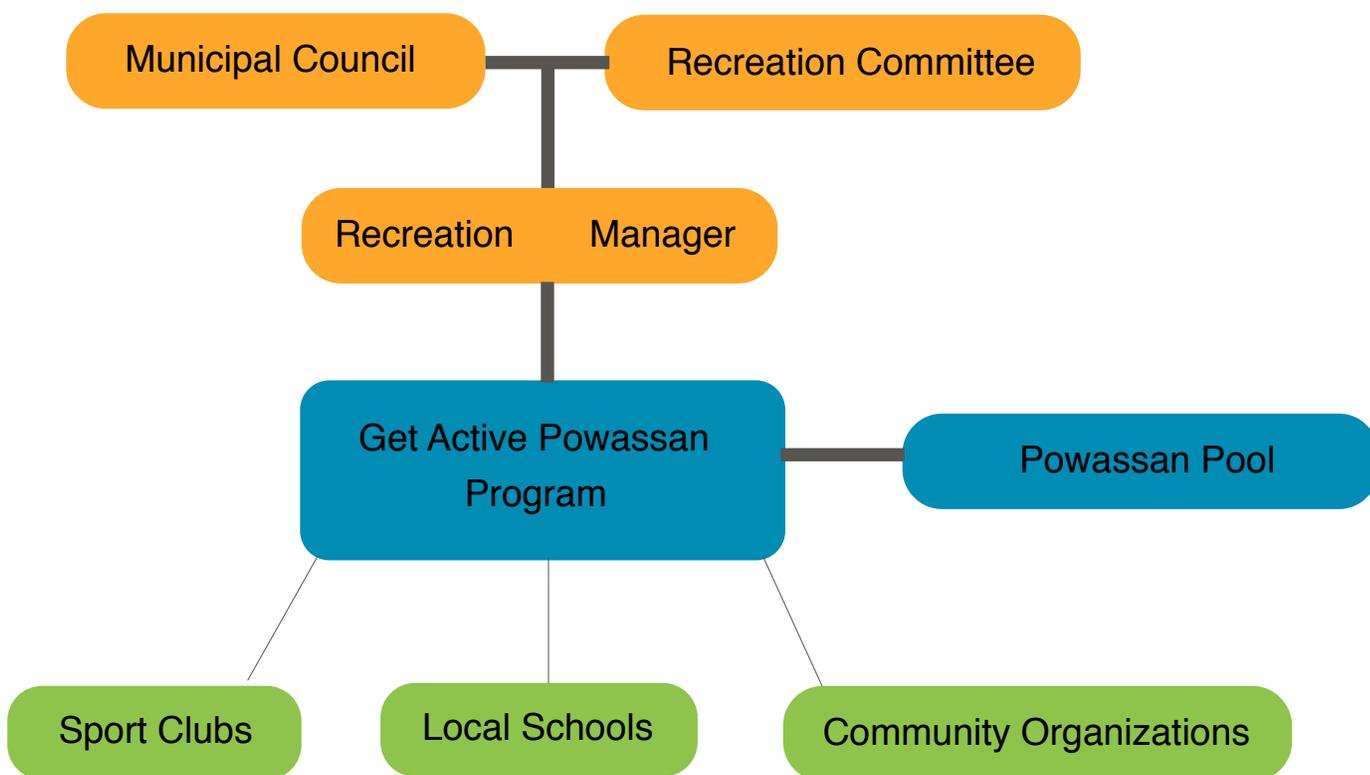 Municipal Council
Recreation Committee
Recreation Manager
Get Active Powassan
Program
Powassan Pool
Sport Clubs
Local Schools
Community Organizations